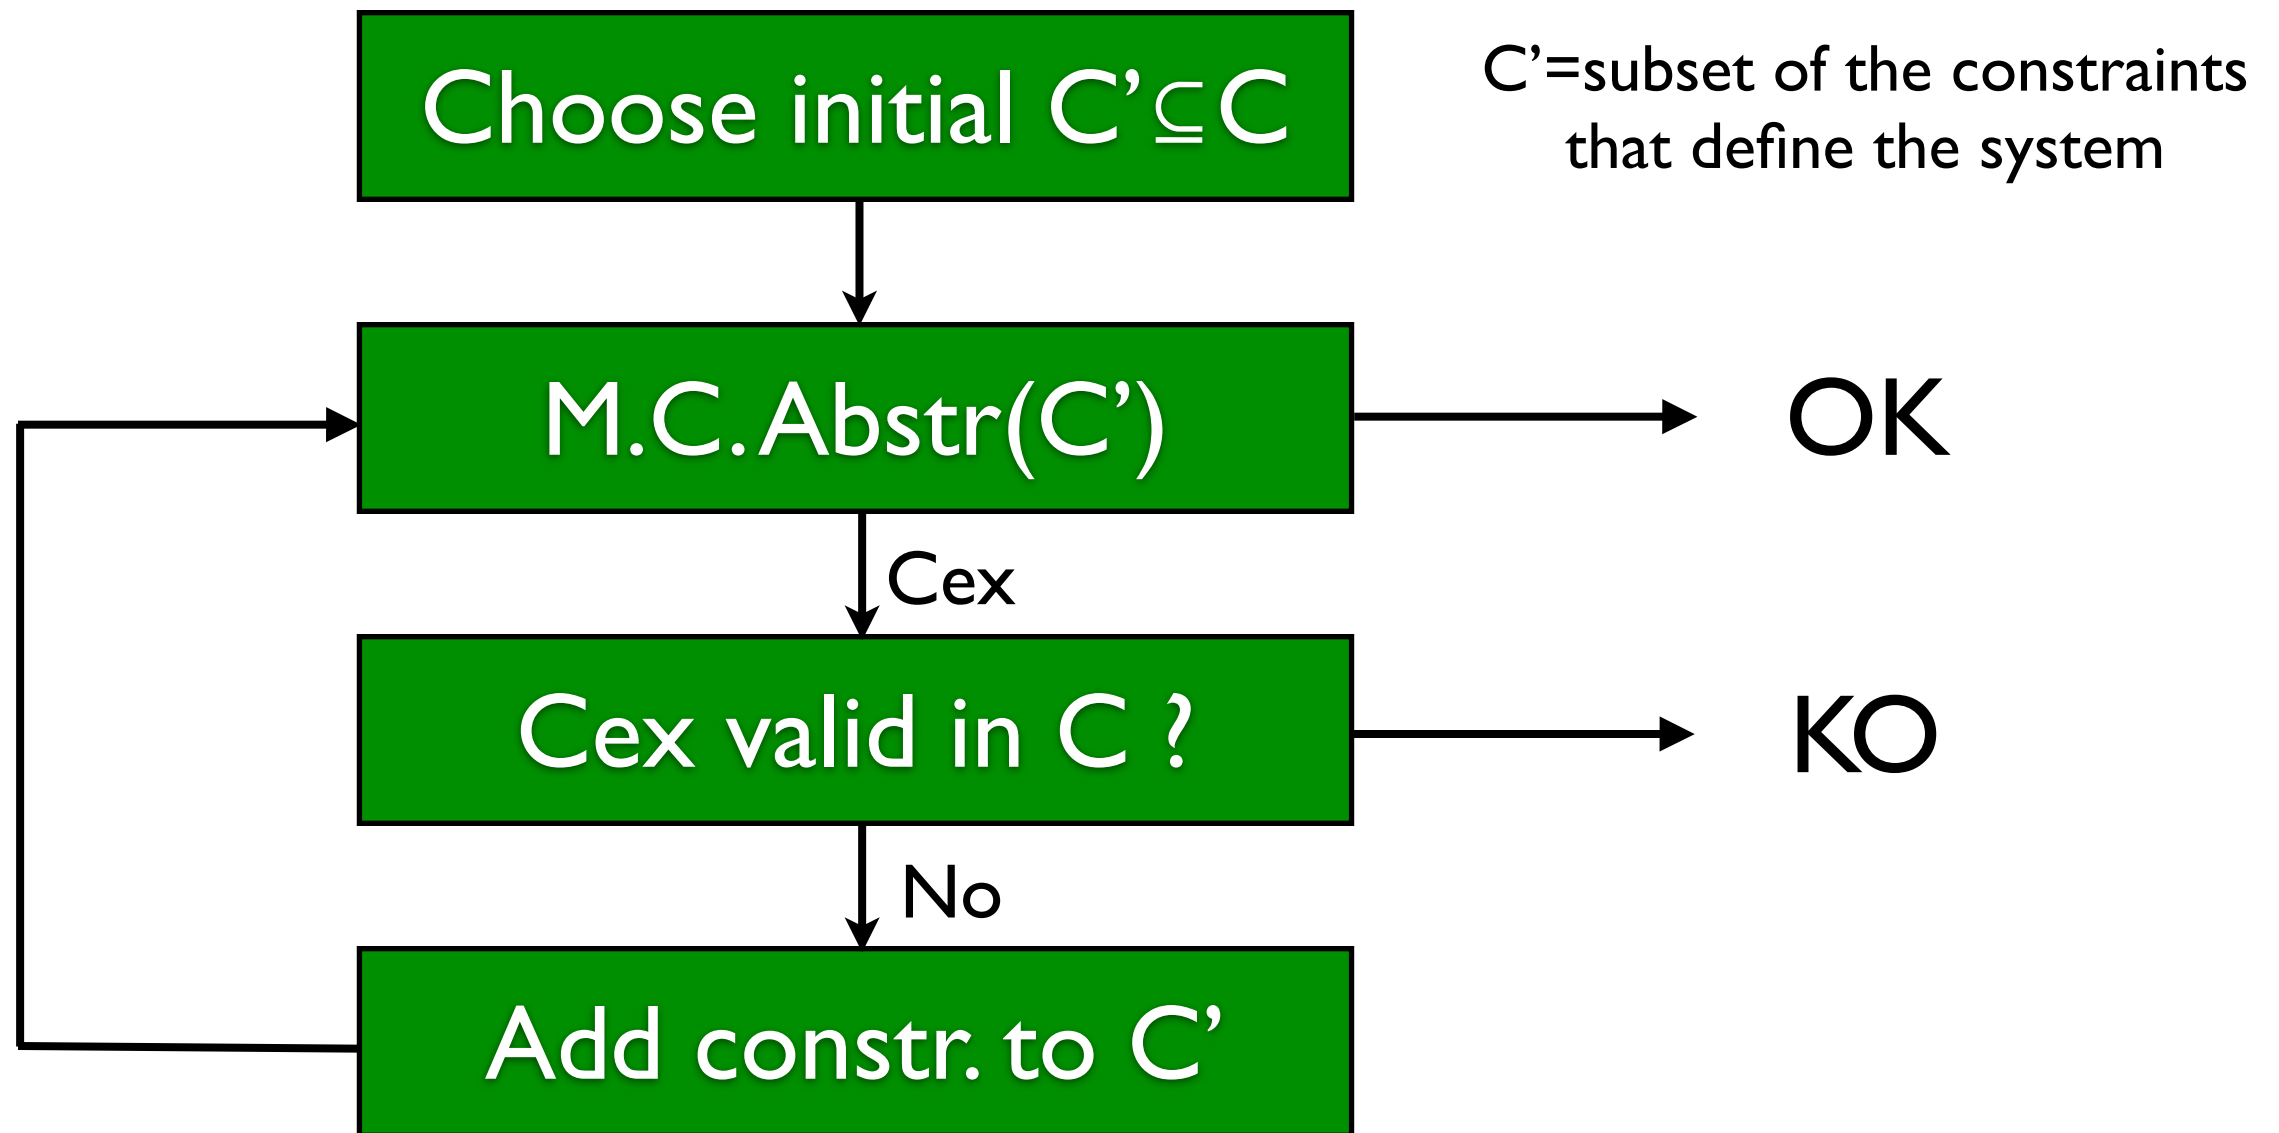 Choose initial C’⊆C
C’=subset of the constraints
that define the system
M.C. Abstr(C’)
OK
Cex
Cex valid in C ?
KO
No
Add constr. to C’